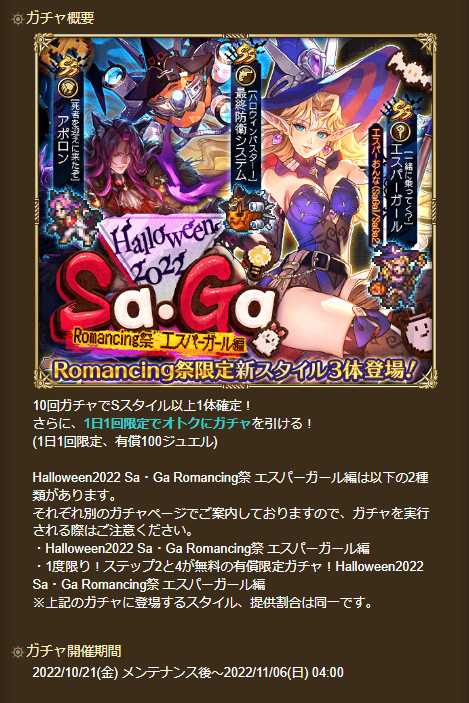 ガチャ概要
SS
[死者を迎えに来たる]
アポロン
SS
[ハロウィンバスター]
最終防衛システム
SS
[一緒に乗ってく?]
エスパーガール
エスパーおんな(SaGa1/SaGa2)
Halloween
2022
Sa・Ga
Romancing祭 エスパーガール編
Romancing祭限定新スタイル3体登場!
10回ガチャでSスタイル以上1体確定！
さらに、1日1回限定でオトクにガチャを引ける！
(1日1回限定、有償100ジュエル)
Halloween2022 Sa・Ga Romancing祭 エスパーガール編は以下の2種
類があります。
それぞれ別のガチャページでご案内しておりますので、ガチャを実行
される際はご注意ください。
・Halloween2022 Sa・Ga Romancing祭 エスパーガール編
・1度限り！ステップ2と4が無料の有償限定ガチャ！Halloween2022
Sa・Ga Romancing祭 エスパーガール編
※上記のガチャに登場するスタイル、提供割合は同一です。
ガチャ開催期間
2022/10/21(金) メンテナンス後～2022/11/06(日) 04:00